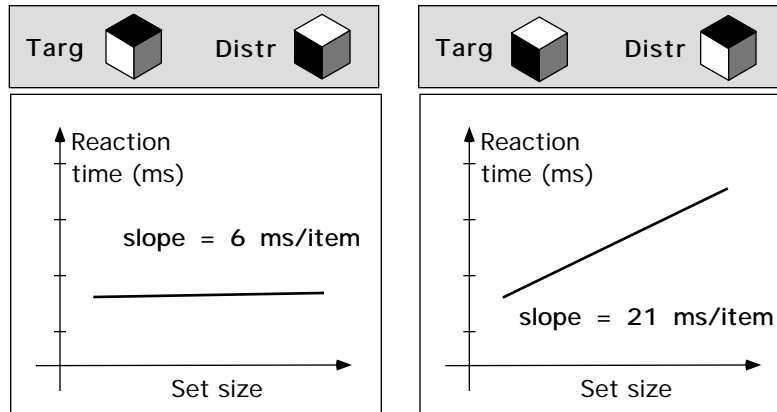 Targ Distr
Reaction
time (ms)
slope = 6 ms/item
Set size
Targ Distr
Reaction
time (ms)
slope = 21 ms/item
Set size